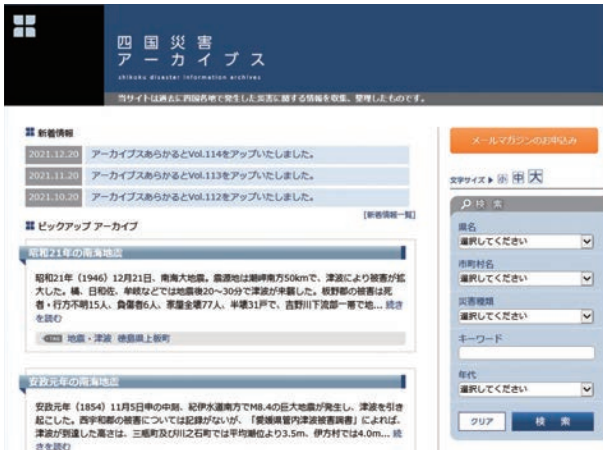 四国災害
アーカイブス
shikoku disaster information archives
当サイトは過去に四国各地で発生した災害に関する情報を収集、整理したものです。
新着情報
2021.12.20 アーカイブスあらかるとVol.114をアップいたしました。
2021.11.20 アーカイブスあらかるとVol.113をアップいたしました。
2021.10.20 アーカイブスあらかるとVol.112をアップいたしました。
[新着情報一覧]
ピックアップ アーカイブ
昭和21年の南海地震
昭和21年（1946）12月21日、南海大地震。震源地は潮岬南方50kmで、津波により被害が拡
大した。橘、日和佐、牟岐などでは地震後20～30分で津波が来襲した。板野郡の被害は死
者・行方不明15人、負傷者6人、家屋全壊77人、半壊31戸で、吉野川下流部一帯で地... 続き
を読む
TAG 地震・津波 徳島県上板町
安政元年の南海地震
安政元年（1854）11月5日申の中刻、紀伊水道南方でM8.4の巨大地震が発生し、津波を引き
起こした。西宇和郡の被害については記録がないが、「愛媛県管内津波被害調書」によれば、
津波が到達した高さは、三瓶町及び川之石町では平均潮位より3.5m、伊方村では4.0m... 続
きを読む
メールマガジンのお申込み
文字サイズ 小 中 大
検 索
県名
選択してください
市町村名
選択してください
災害種類
選択してください
キーワード
年代
選択してください
クリア 検 索